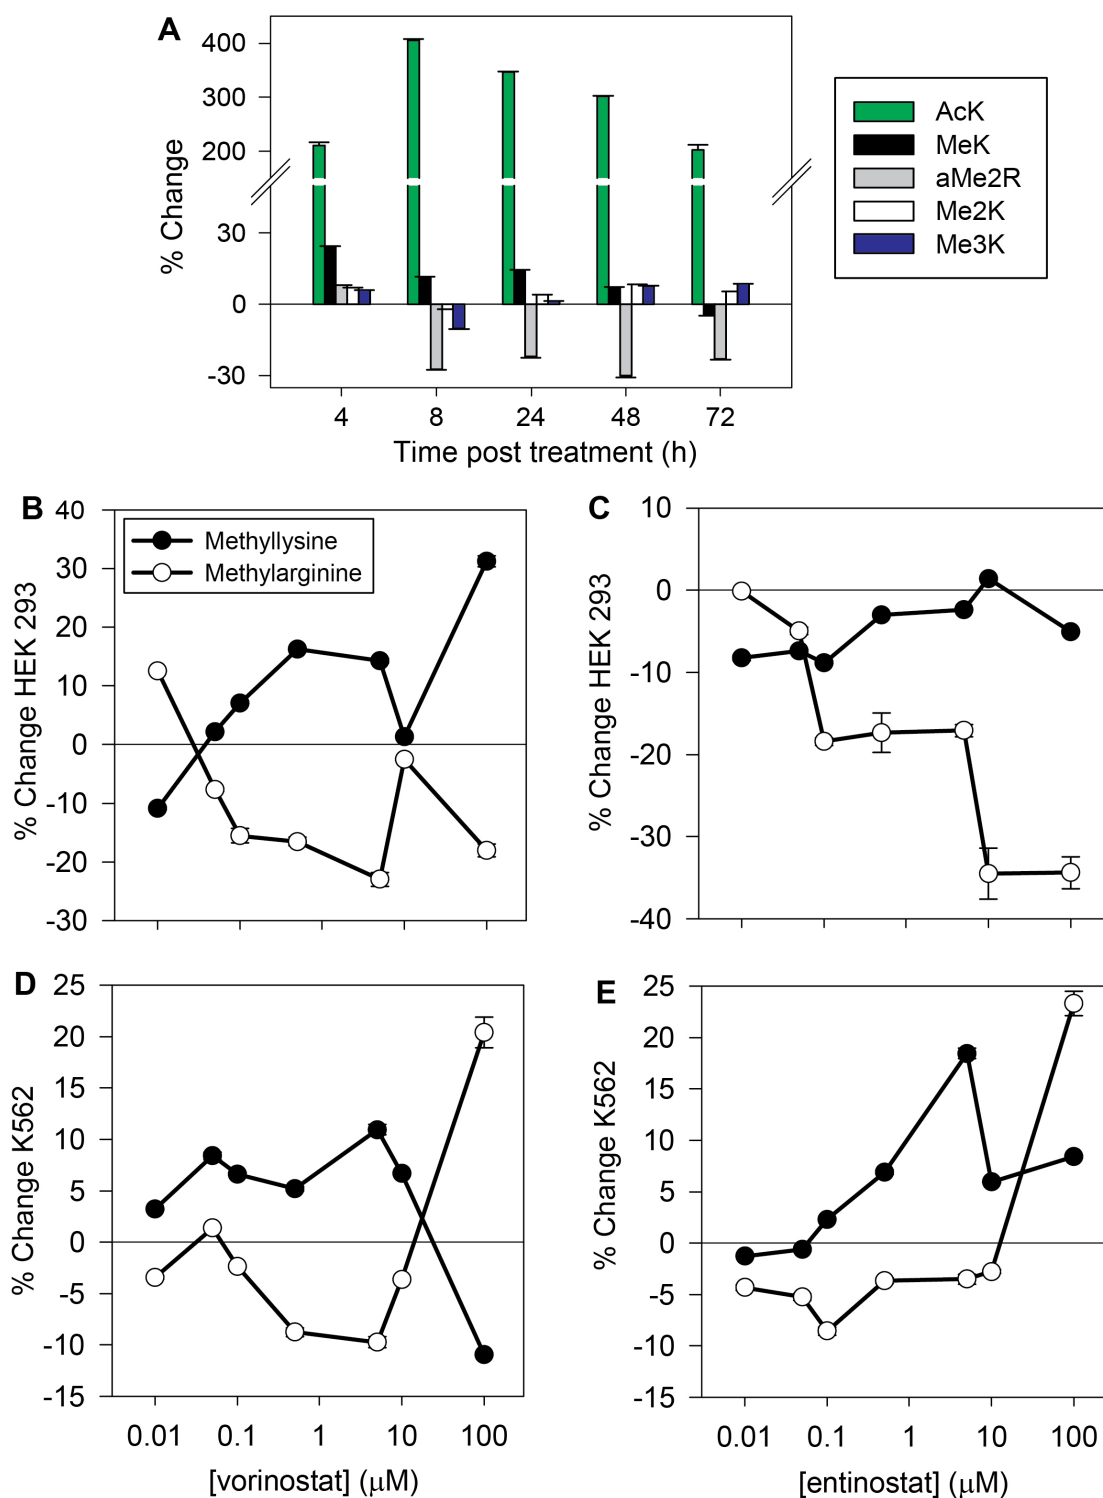 A
400
300
200
30
0
-30
% Change
4 8 24 48 72
Time post treatment (h)
AcK
MeK
aMe2R
Me2K
Me3K
B
40
30
20
10
0
-10
-20
-30
% Change HEK 293
Methyllysine
Methylarginine
C
10
0
-10
-20
-30
-40
% Change HEK 293
D
25
20
15
10
5
0
-5
-10
-15
% Change K562
0.01 0.1 1 10 100
[vorinostat] (μM)
E
25
20
15
10
5
0
-5
-10
-15
% Change K562
0.01 0.1 1 10 100
[entinostat] (μM)